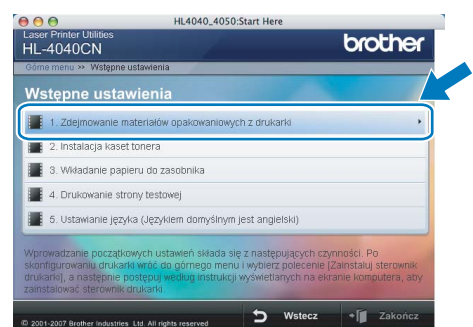 HL4040_4050:Start Here
Laser Printer Utilities
HL-4040CN
brother
Górne menu >> Wstępne ustawienia
Wstępne ustawienia
1. Zdejmowanie materiałów opakowaniowych z drukarki
2. Instalacja kaset tonera
3. Wkładanie papieru do zasobnika
4. Drukowanie strony testowej
5. Ustawianie języka (Językiem domyślnym jest angielski)
Wprowadzanie początkowych ustawień składa się z następujących czynności. Po
skonfigurowaniu drukarki wróć do górnego menu i wybierz polecenie [Zainstaluj sterownik
drukarki], a następnie postępuj według instrukcji wyświetlanych na ekranie komputera, aby
zainstalować sterownik drukarki.
© 2001-2007 Brother Industries Ltd. All rights reserved
Wstecz
Zakończ